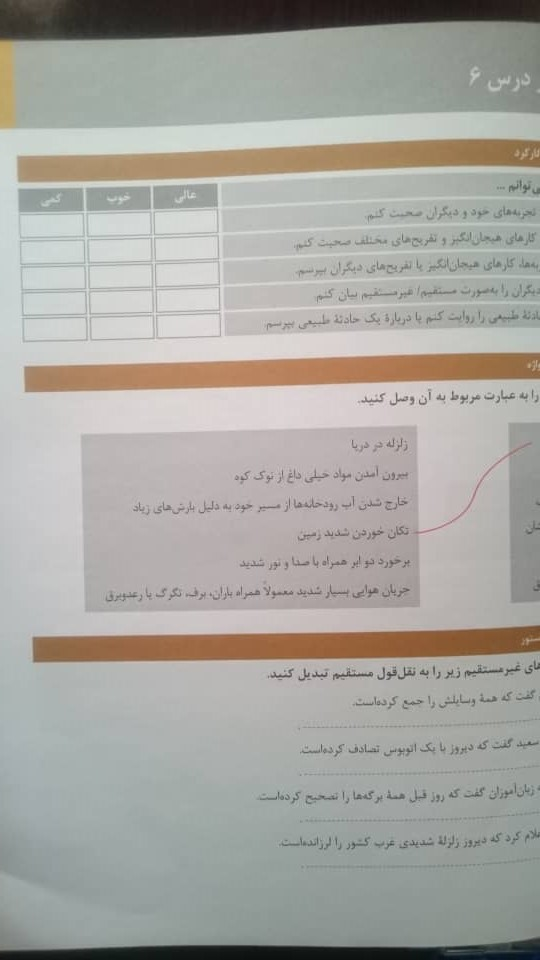 درس ۶
کارکرد
می‌توانم ...
عالی خوب کمی
تجربه‌های خود و دیگران صحبت کنم.
کارهای هیجان‌انگیز و تفریح‌های مختلف صحبت کنم.
کارهای هیجان‌انگیز یا تفریح‌های دیگران بپرسم.
دیگران را به‌صورت مستقیم/ غیرمستقیم بیان کنم.
طبیعی را روایت کنم یا دربارهٔ یک حادثهٔ طبیعی بپرسم.
را به عبارت مربوط به آن وصل کنید.
زلزله در دریا
بیرون آمدن مواد خیلی داغ از نوک کوه
خارج شدن آب رودخانه‌ها از مسیر خود به دلیل بارش‌های زیاد
تکان خوردن شدید زمین
برخورد دو ابر همراه با صدا و نور شدید
جریان هوایی بسیار شدید معمولاً همراه باران، برف، تگرگ یا رعدوبرق
غیرمستقیم زیر را به نقل‌قول مستقیم تبدیل کنید.
گفت که همهٔ وسایلش را جمع کرده‌است.
سعید گفت که دیروز با یک اتوبوس تصادف کرده‌است.
زبان‌آموزان گفت که روز قبل همهٔ برگه‌ها را تصحیح کرده‌است.
کرد که دیروز زلزلهٔ شدیدی غرب کشور را لرزانده‌است.